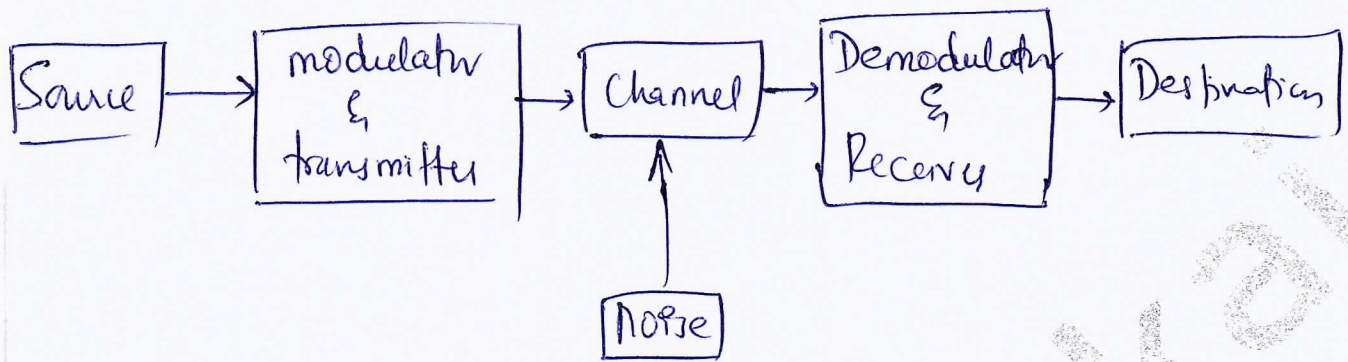 Source
modulator
&
transmitter
Channel
Demodulator
&
Receiver
Destination
Noise